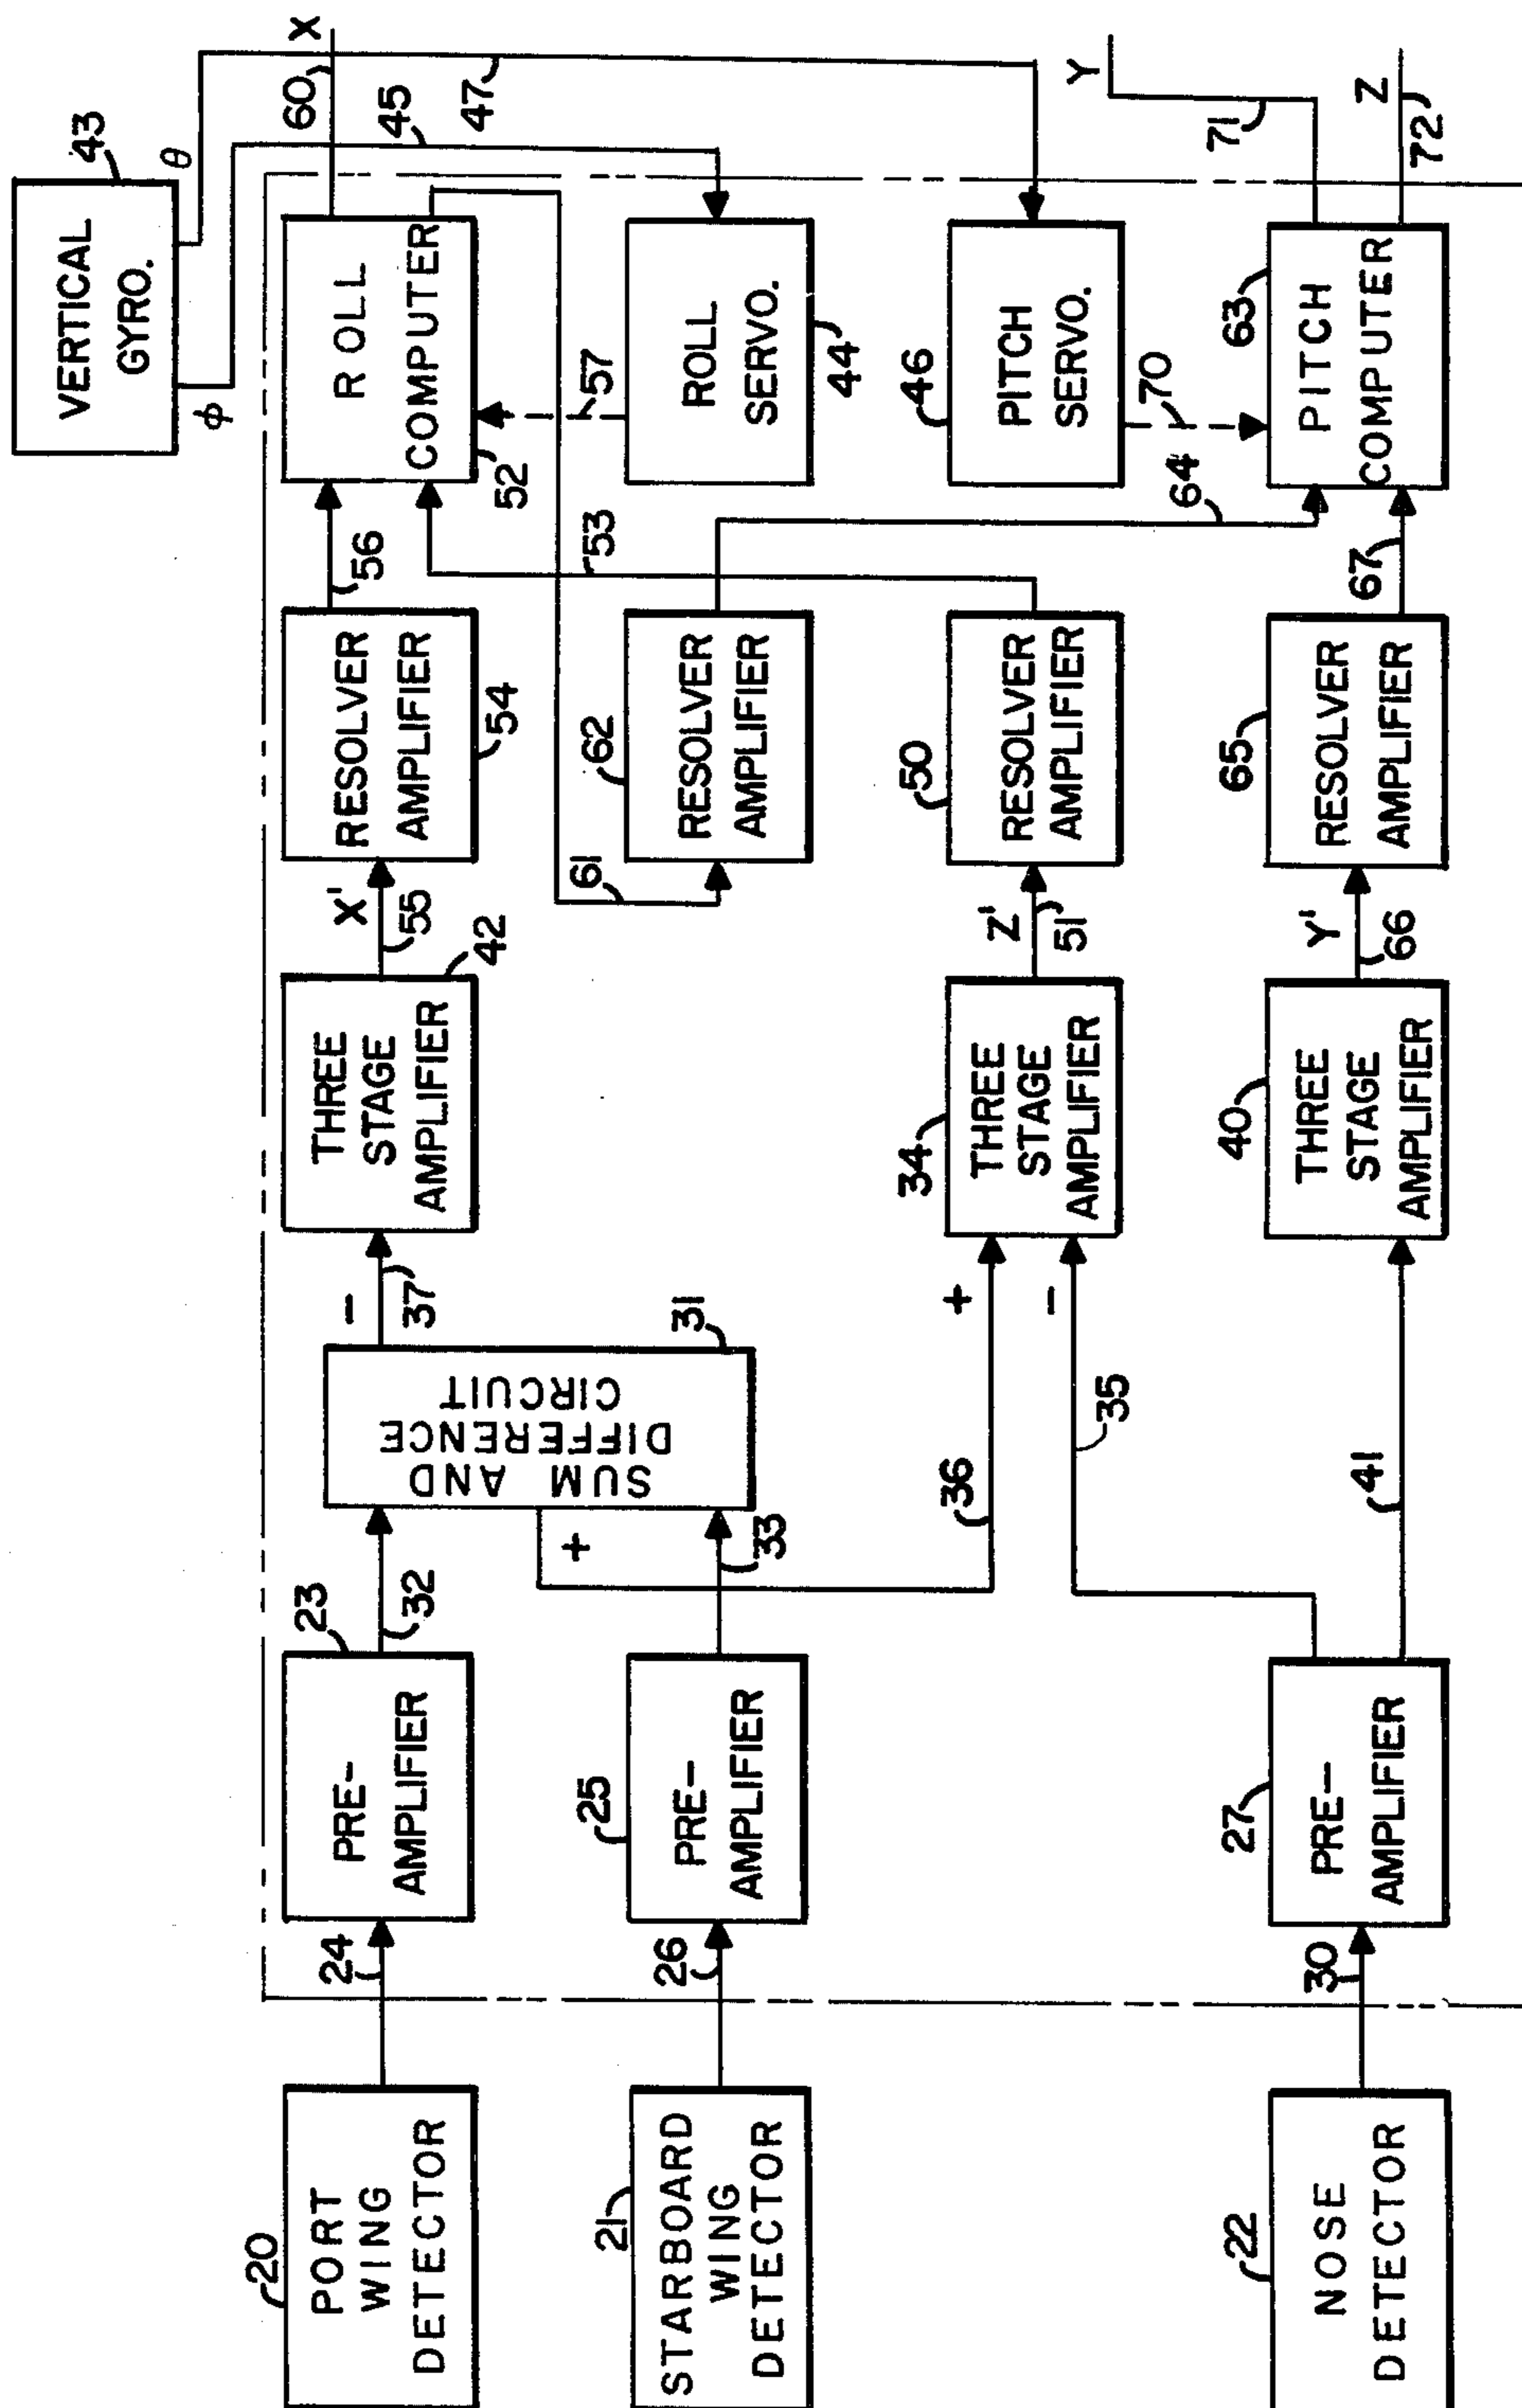 43
VERTICAL
GYRO.
ϕ
θ
20
PORT
WING
DETECTOR
24
23
PRE–
AMPLIFIER
32
SUM AND
DIFFERENCE
CIRCUIT
31
–
37
THREE
STAGE
AMPLIFIER
42
X'
55
RESOLVER
AMPLIFIER
54
56
ROLL
COMPUTER
52
60
X
45
47
21
STARBOARD
WING
DETECTOR
26
25
PRE–
AMPLIFIER
33
+
61
62
RESOLVER
AMPLIFIER
53
57
ROLL
SERVO.
44
36
+
35
–
34
THREE
STAGE
AMPLIFIER
Z'
51
50
RESOLVER
AMPLIFIER
46
PITCH
SERVO.
70
64
22
NOSE
DETECTOR
30
27
PRE–
AMPLIFIER
41
40
THREE
STAGE
AMPLIFIER
Y'
66
65
RESOLVER
AMPLIFIER
67
63
PITCH
COMPUTER
71
Y
Z
72